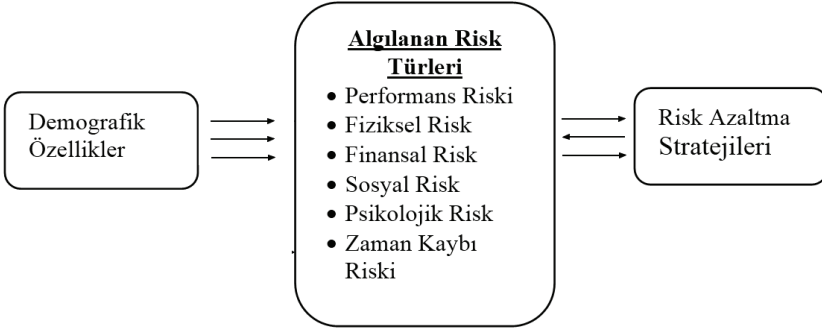 Demografik
Özellikler
Algılanan Risk
Türleri
• Performans Riski
• Fiziksel Risk
• Finansal Risk
• Sosyal Risk
• Psikolojik Risk
• Zaman Kaybı
Riski
Risk Azaltma
Stratejileri